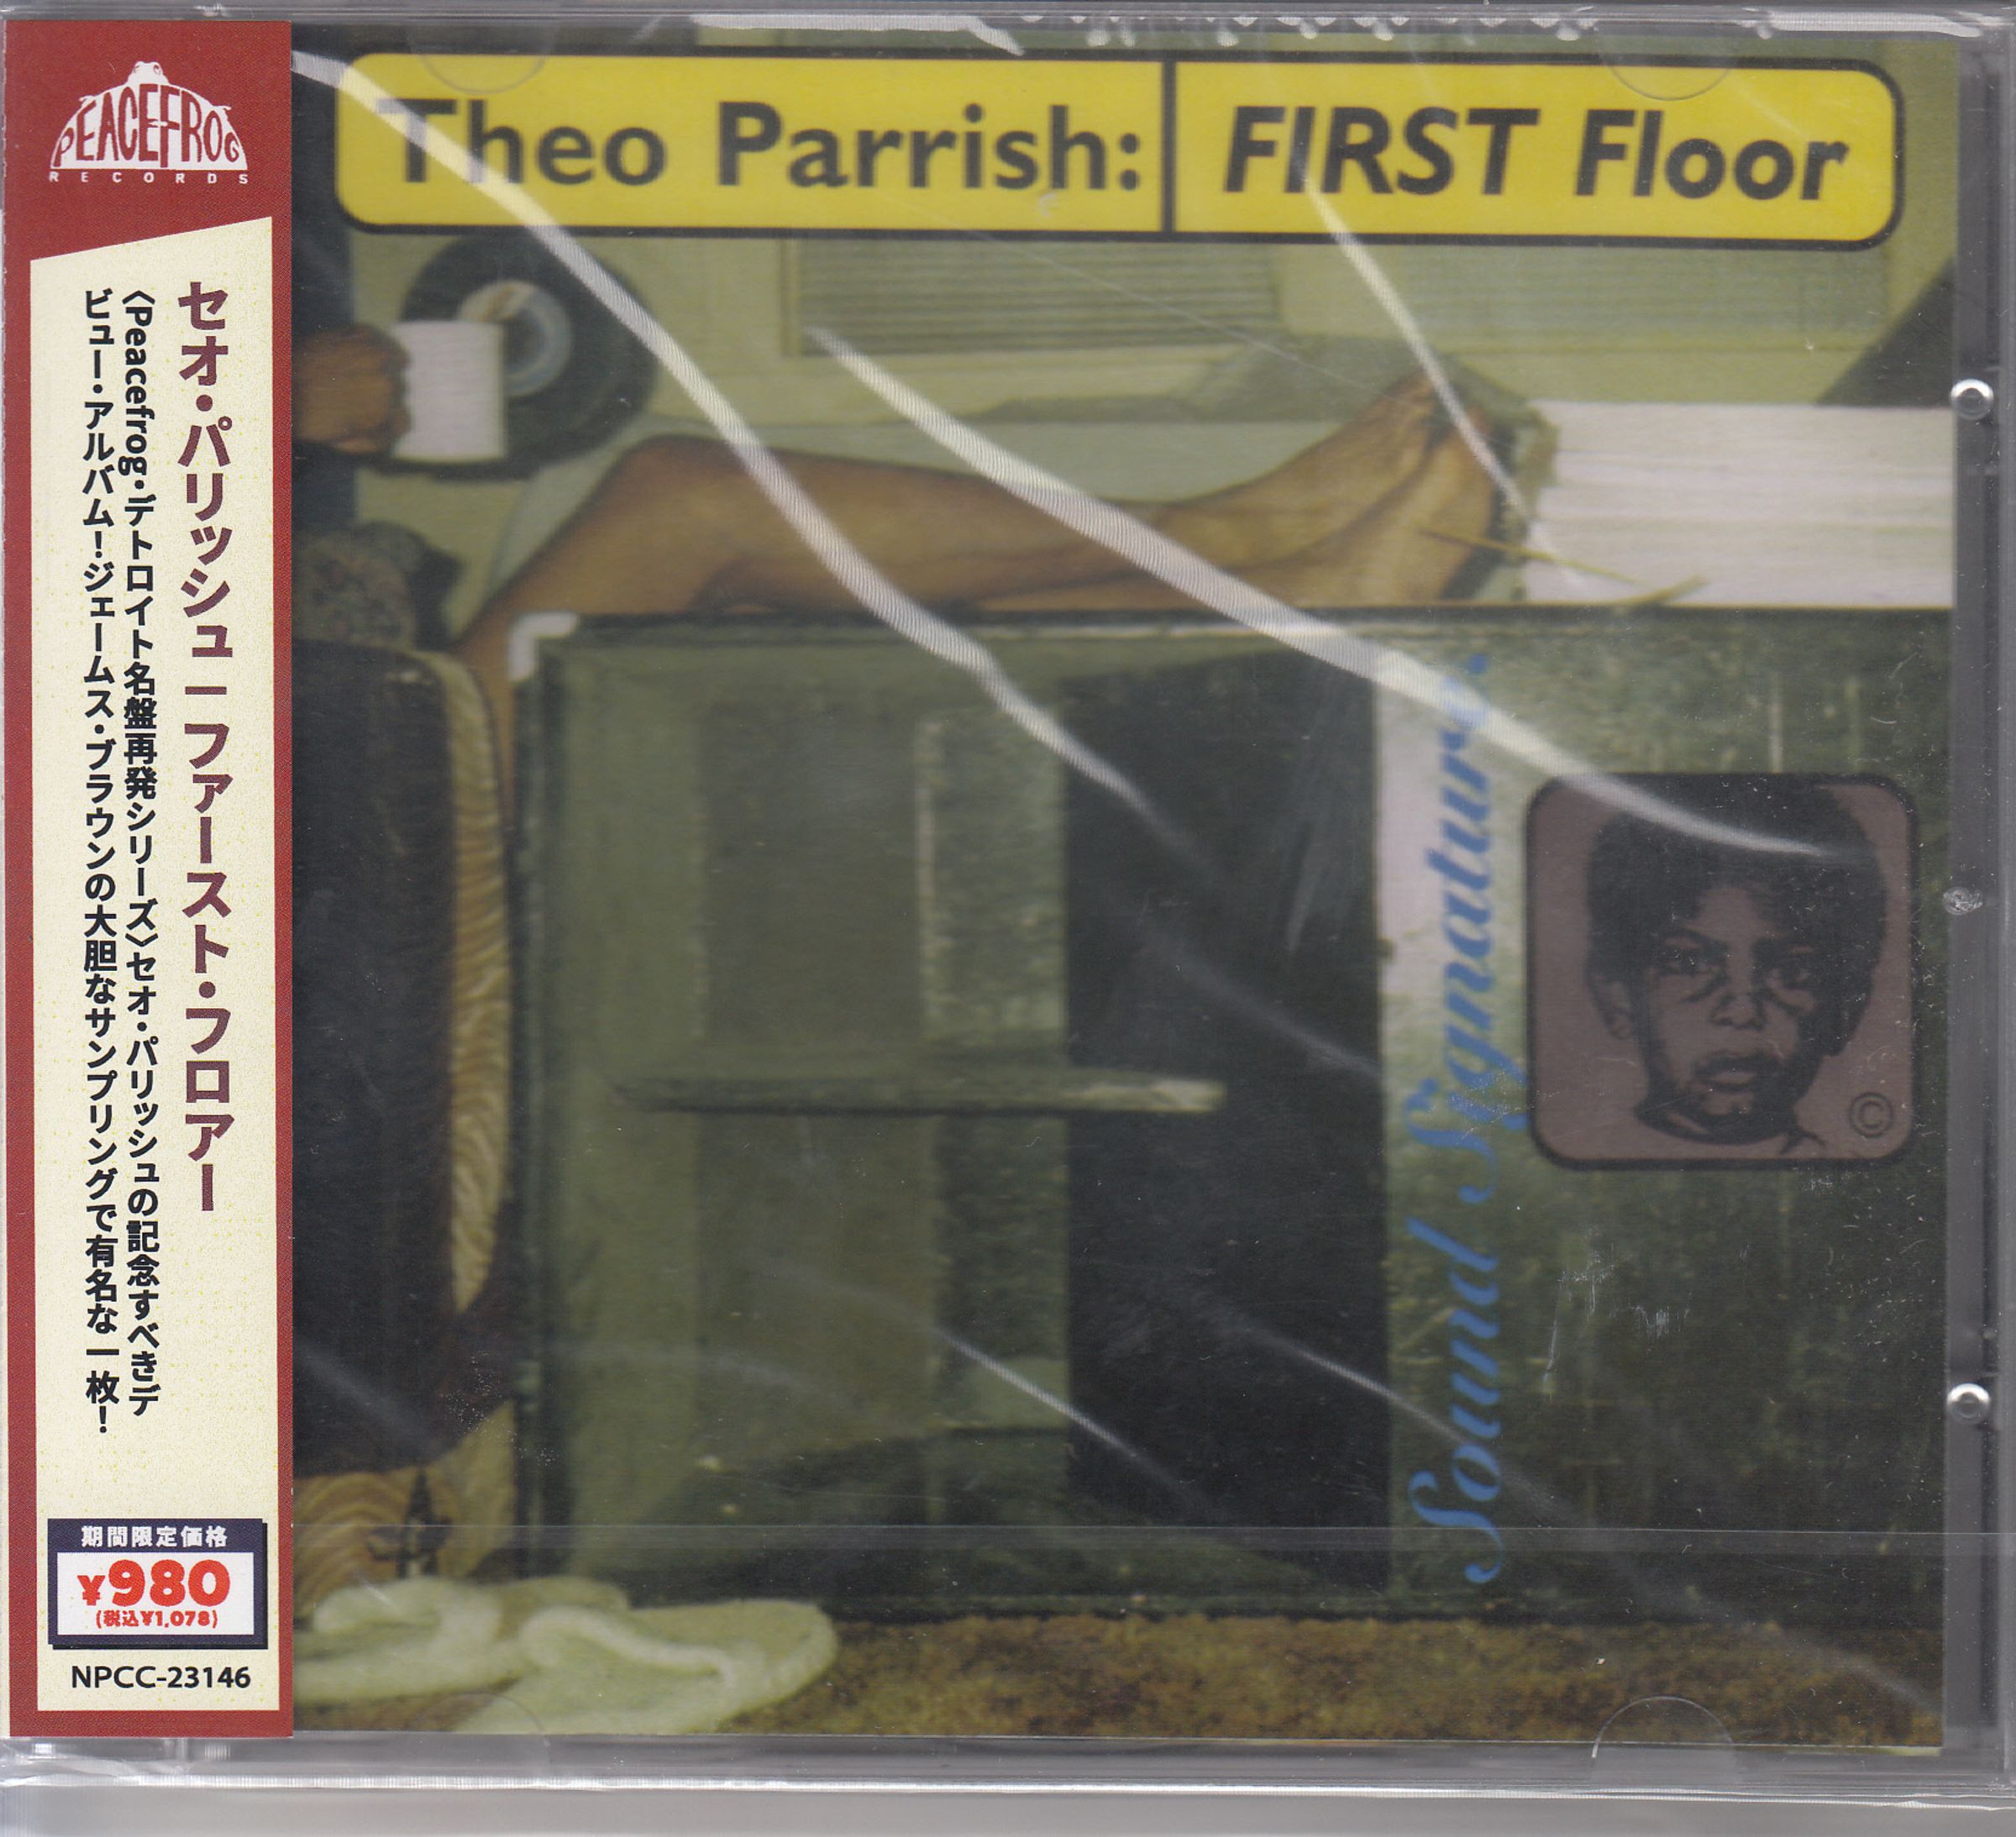 PEACEFROG
RECORDS
セオ・パリッシュ – ファースト・フロアー
〈Peacefrog・デトロイト名盤再発シリーズ〉セオ・パリッシュの記念すべきデ
ビュー・アルバム！ジェームス・ブラウンの大胆なサンプリングで有名な一枚！
期間限定価格
¥980
(税込¥1,078)
NPCC-23146
Theo Parrish: FIRST Floor
Sound Signature
©